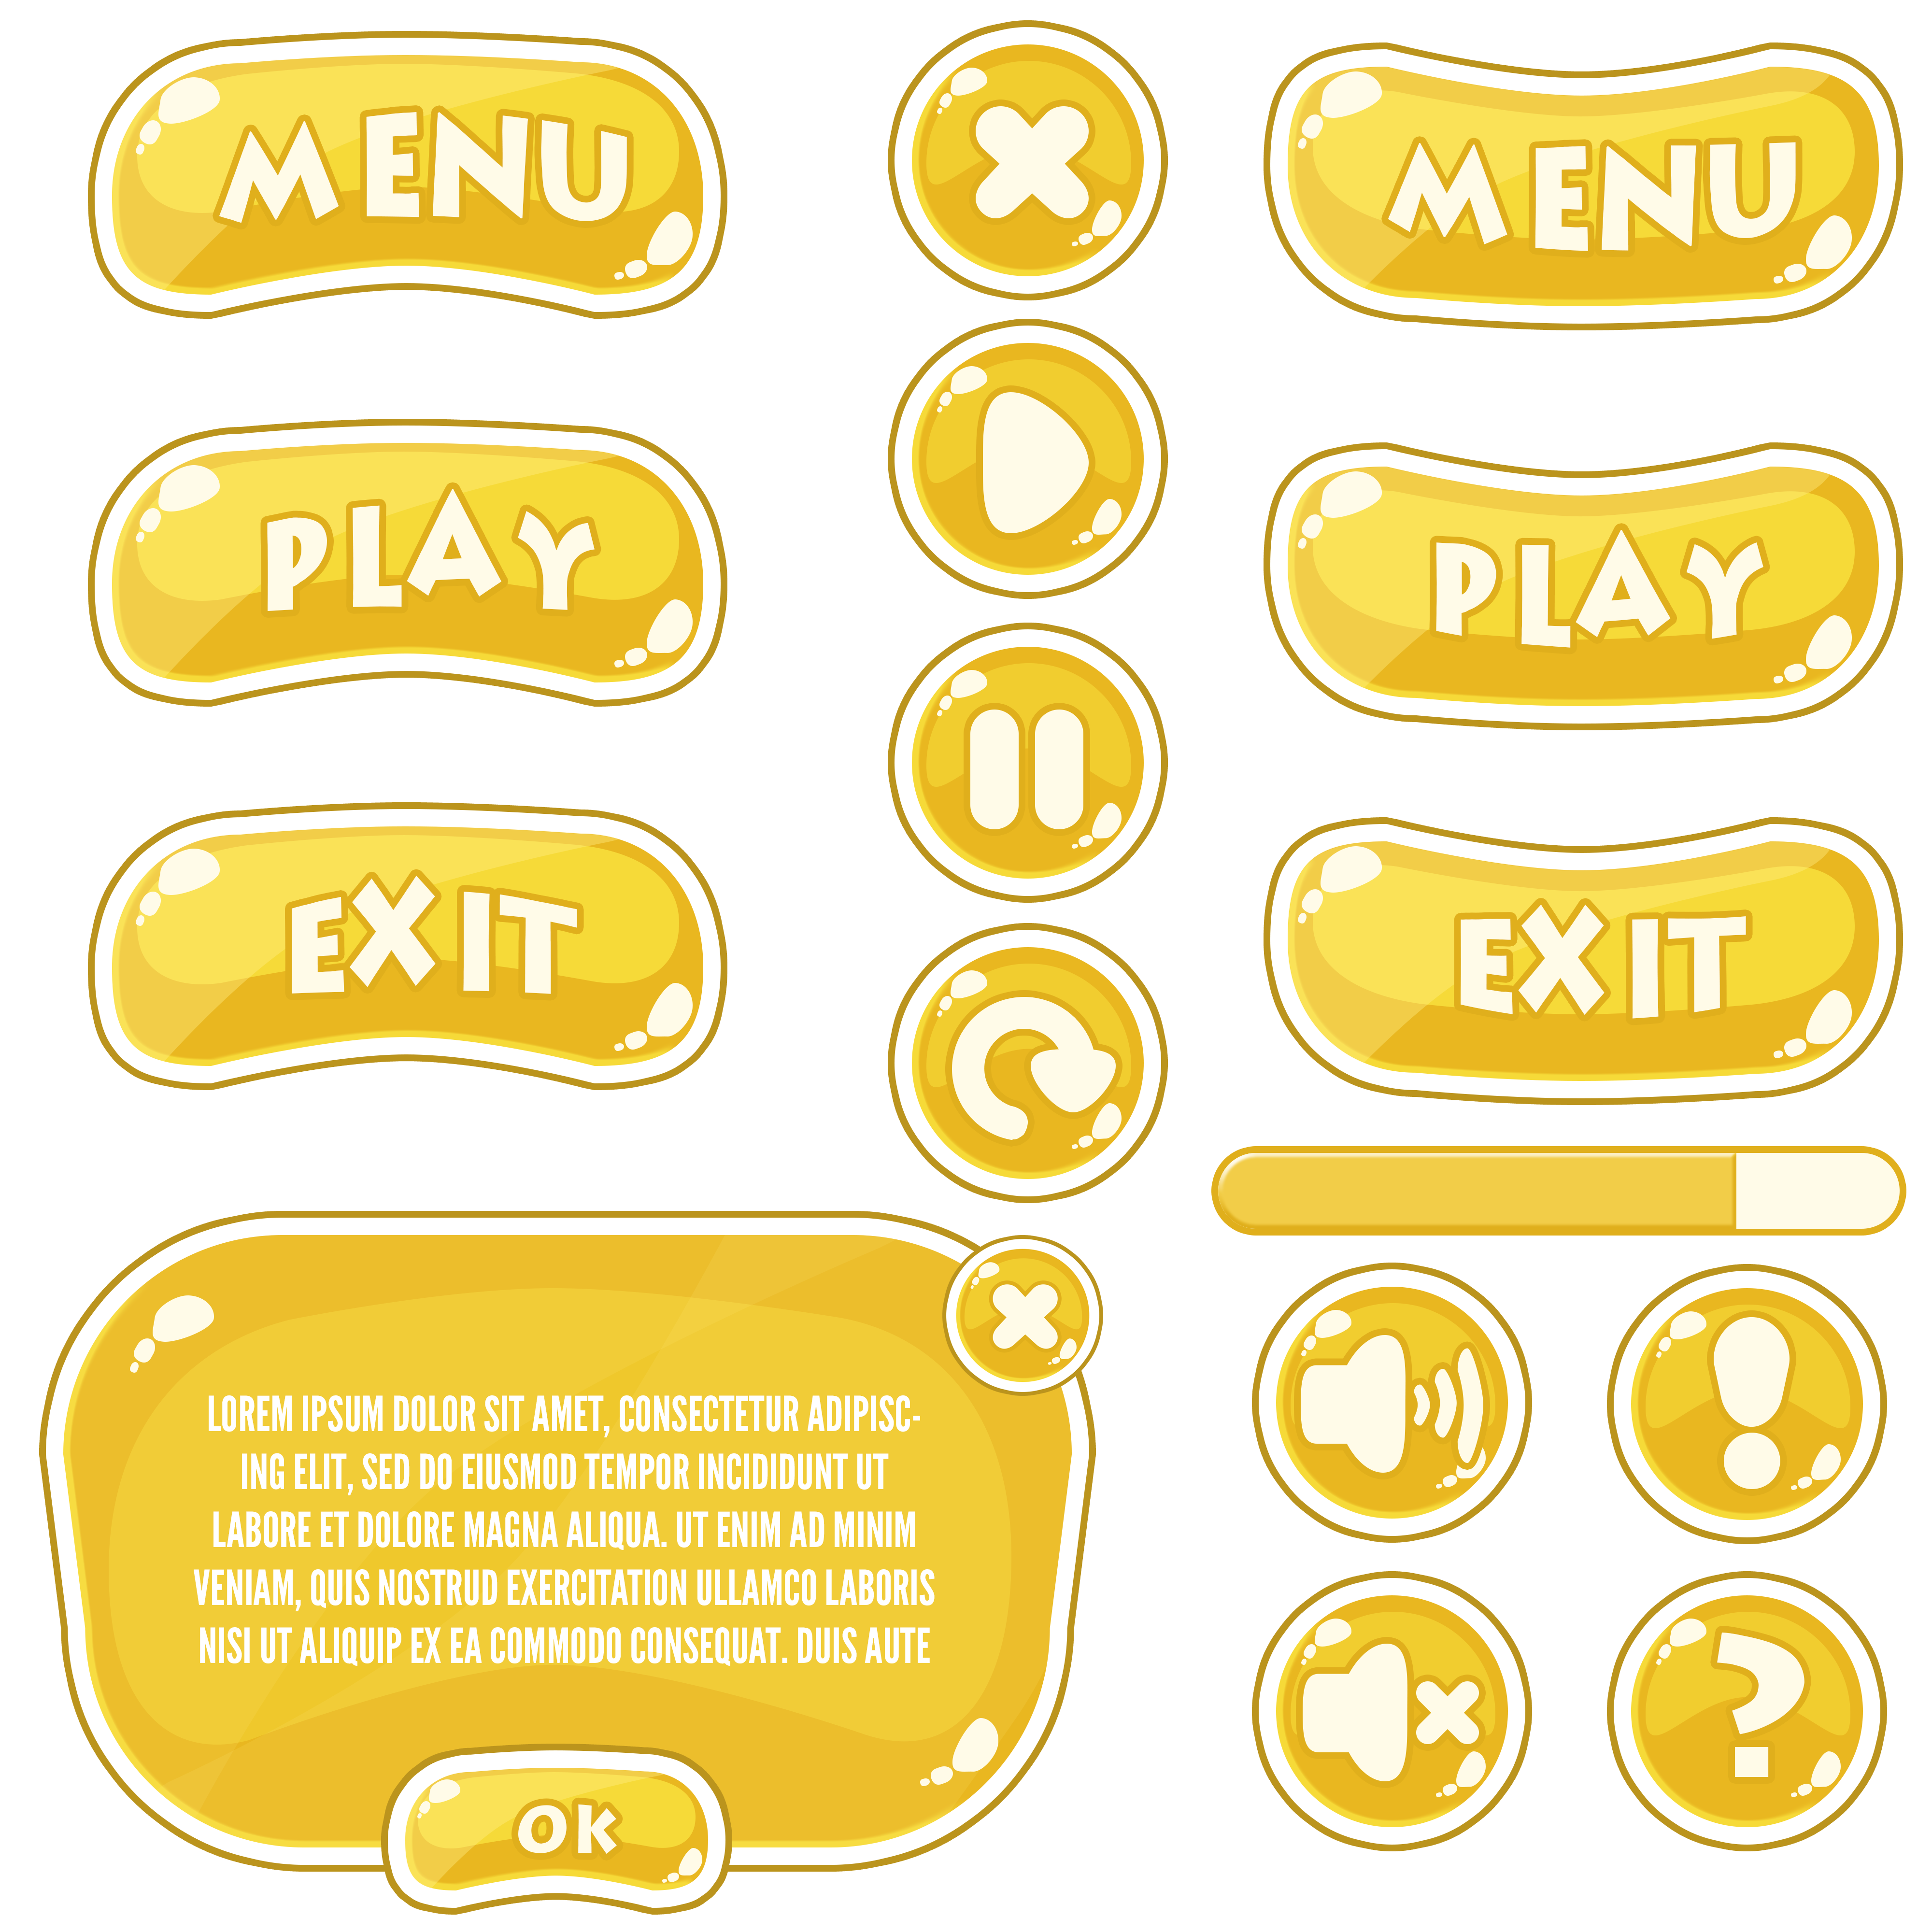 MENU
MENU
PLAY
PLAY
EXIT
EXIT
LOREM IPSUM DOLOR SIT AMET, CONSECTETUR ADIPISC-
ING ELIT, SED DO EIUSMOD TEMPOR INCIDIDUNT UT
LABORE ET DOLORE MAGNA ALIQUA. UT ENIM AD MINIM
VENIAM, QUIS NOSTRUD EXERCITATION ULLAMCO LABORIS
NISI UT ALIQUIP EX EA COMMODO CONSEQUAT. DUIS AUTE
OK
!
?